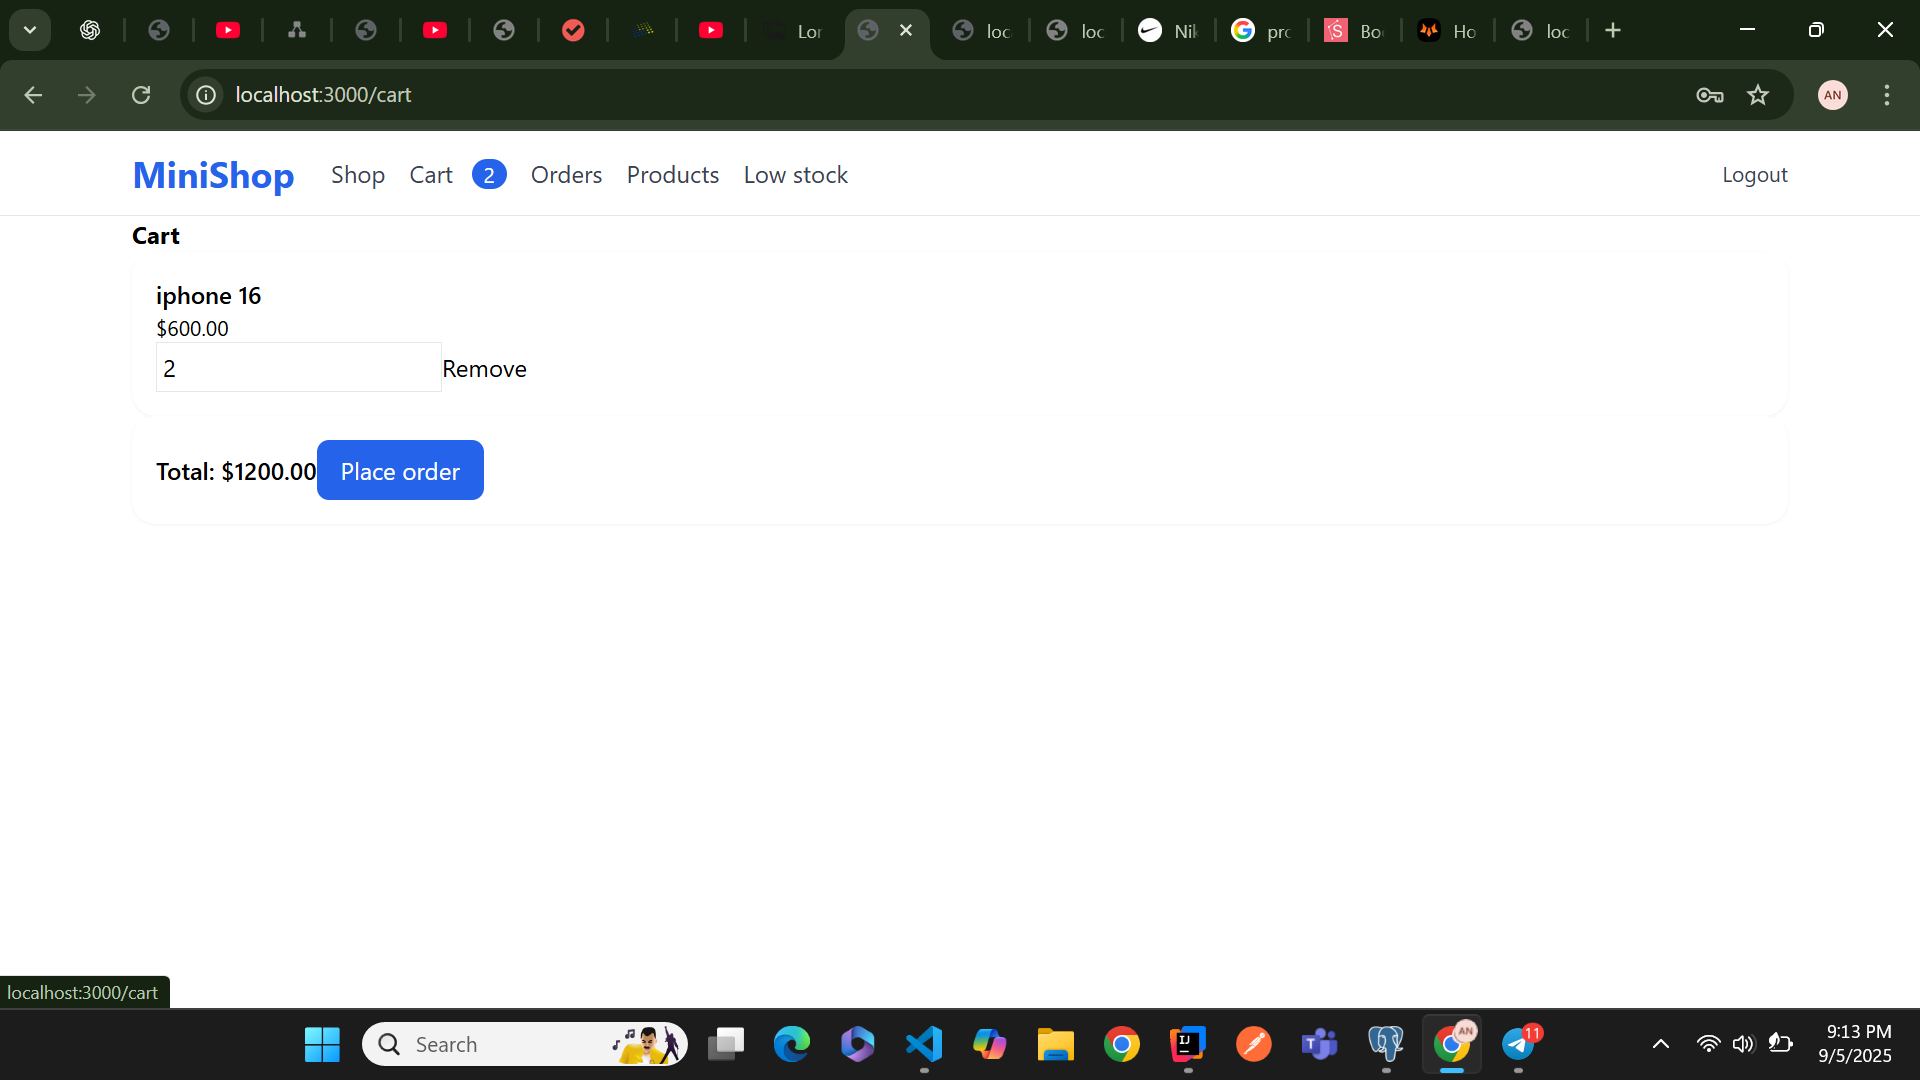 Lor
loc
loc
Nik
pro
Bo
Ho
loc
localhost:3000/cart
AN
MiniShop Shop Cart 2 Orders Products Low stock Logout
Cart
iphone 16
$600.00
2 Remove
Total: $1200.00 Place order
localhost:3000/cart
Search
AN
11
9:13 PM
9/5/2025